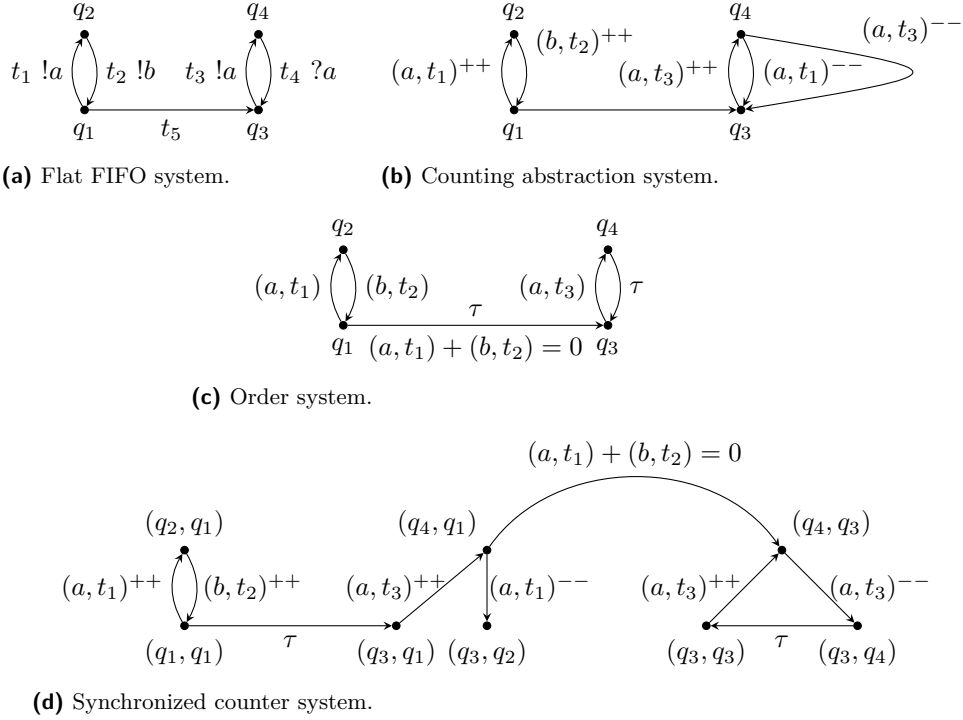 q₂ q₄
t₁ !a t₂ !b t₃ !a t₄ ?a
q₁ t₅ q₃
(a) Flat FIFO system.
q₂ q₄
(a, t₃)⁻⁻
(b, t₂)⁺⁺
(a, t₁)⁺⁺ (a, t₃)⁺⁺ (a, t₁)⁻⁻
q₁ q₃
(b) Counting abstraction system.
q₂ q₄
(a, t₁) (b, t₂) (a, t₃) τ
τ
q₁ (a, t₁) + (b, t₂) = 0 q₃
(c) Order system.
(a, t₁) + (b, t₂) = 0
(q₂, q₁) (q₄, q₁) (q₄, q₃)
(a, t₁)⁺⁺ (b, t₂)⁺⁺ (a, t₃)⁺⁺ (a, t₁)⁻⁻ (a, t₃)⁺⁺ (a, t₃)⁻⁻
(q₁, q₁) τ (q₃, q₁) (q₃, q₂) (q₃, q₃) τ (q₃, q₄)
(d) Synchronized counter system.